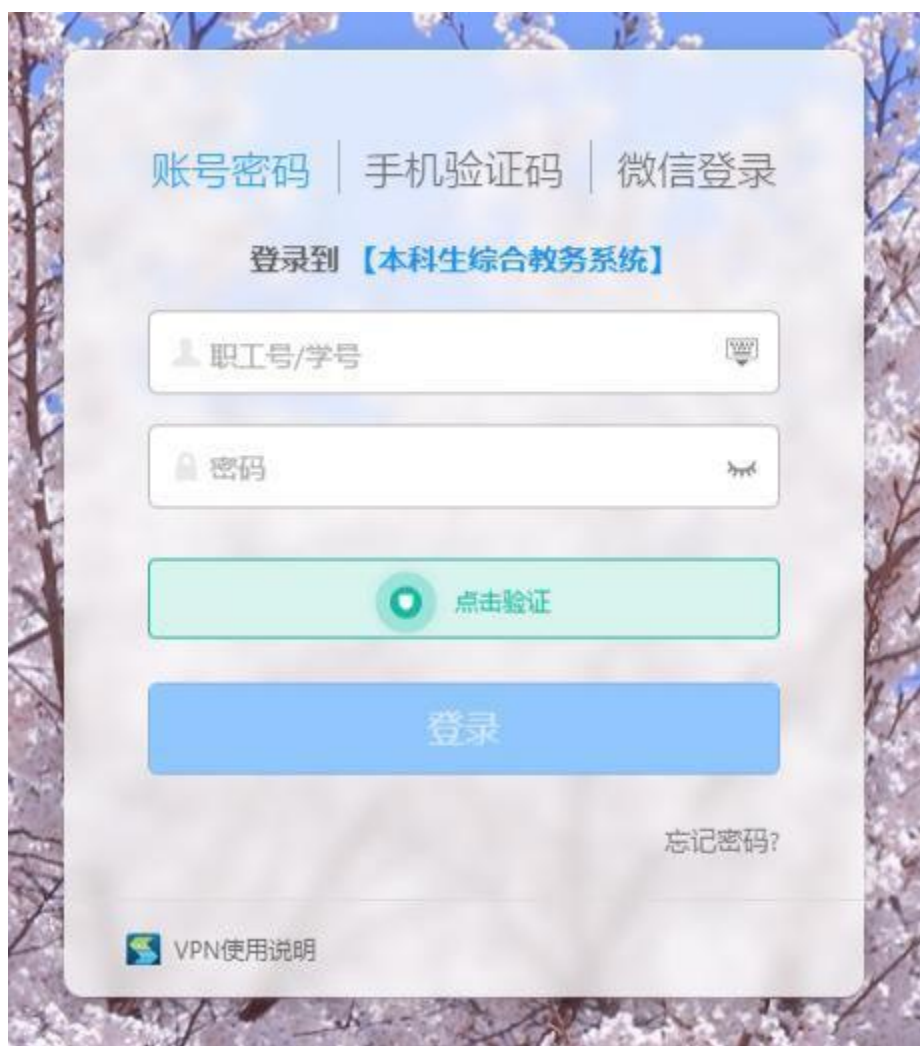 账号密码 | 手机验证码 | 微信登录
登录到 【本科生综合教务系统】
职工号/学号
密码
点击验证
登录
忘记密码?
VPN使用说明